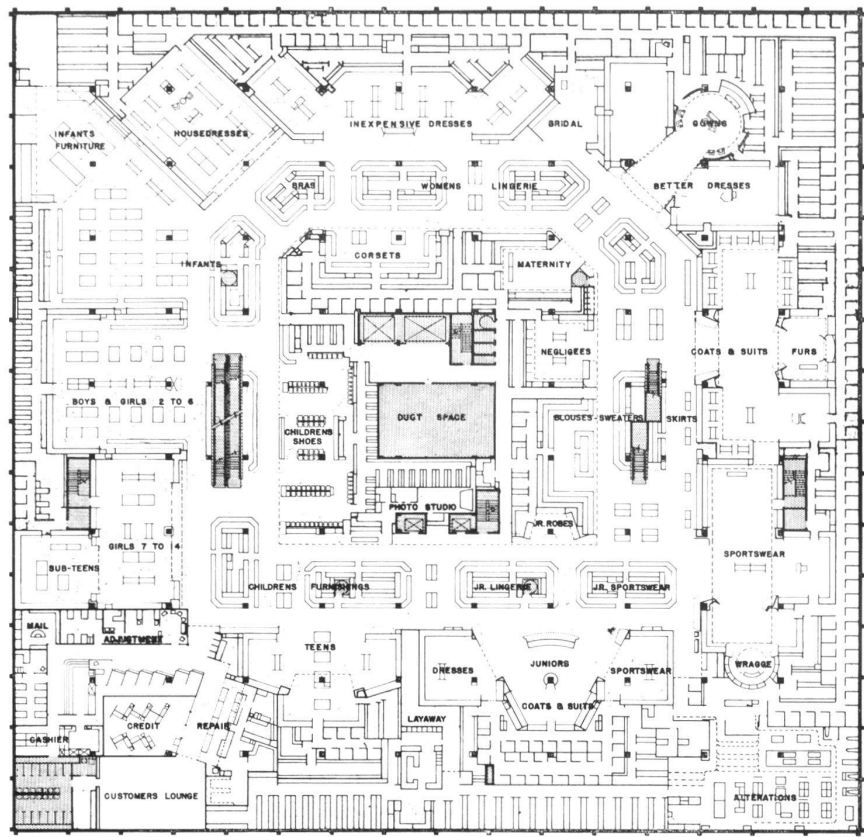 INEXPENSIVE DRESSES
BRIDAL
GOWNS
INFANTS
FURNITURE
HOUSEDRESSES
BRAS
WOMENS LINGERIE
BETTER DRESSES
INFANTS
CORSETS
MATERNITY
NEGLIGEES
COATS & SUITS
FURS
BOYS & GIRLS 2 TO 6
CHILDRENS
SHOES
DUCT SPACE
BLOUSES-SWEATERS
SKIRTS
PHOTO STUDIO
JR. ROBES
GIRLS 7 TO 14
SUB-TEENS
SPORTSWEAR
CHILDRENS FURNISHINGS
JR. LINGERIE
JR. SPORTSWEAR
MAIL
ADJUSTMENT
TEENS
DRESSES
JUNIORS
SPORTSWEAR
WRAGGE
COATS & SUITS
CREDIT
REPAIR
LAYAWAY
CASHIER
CUSTOMERS LOUNGE
ALTERATIONS